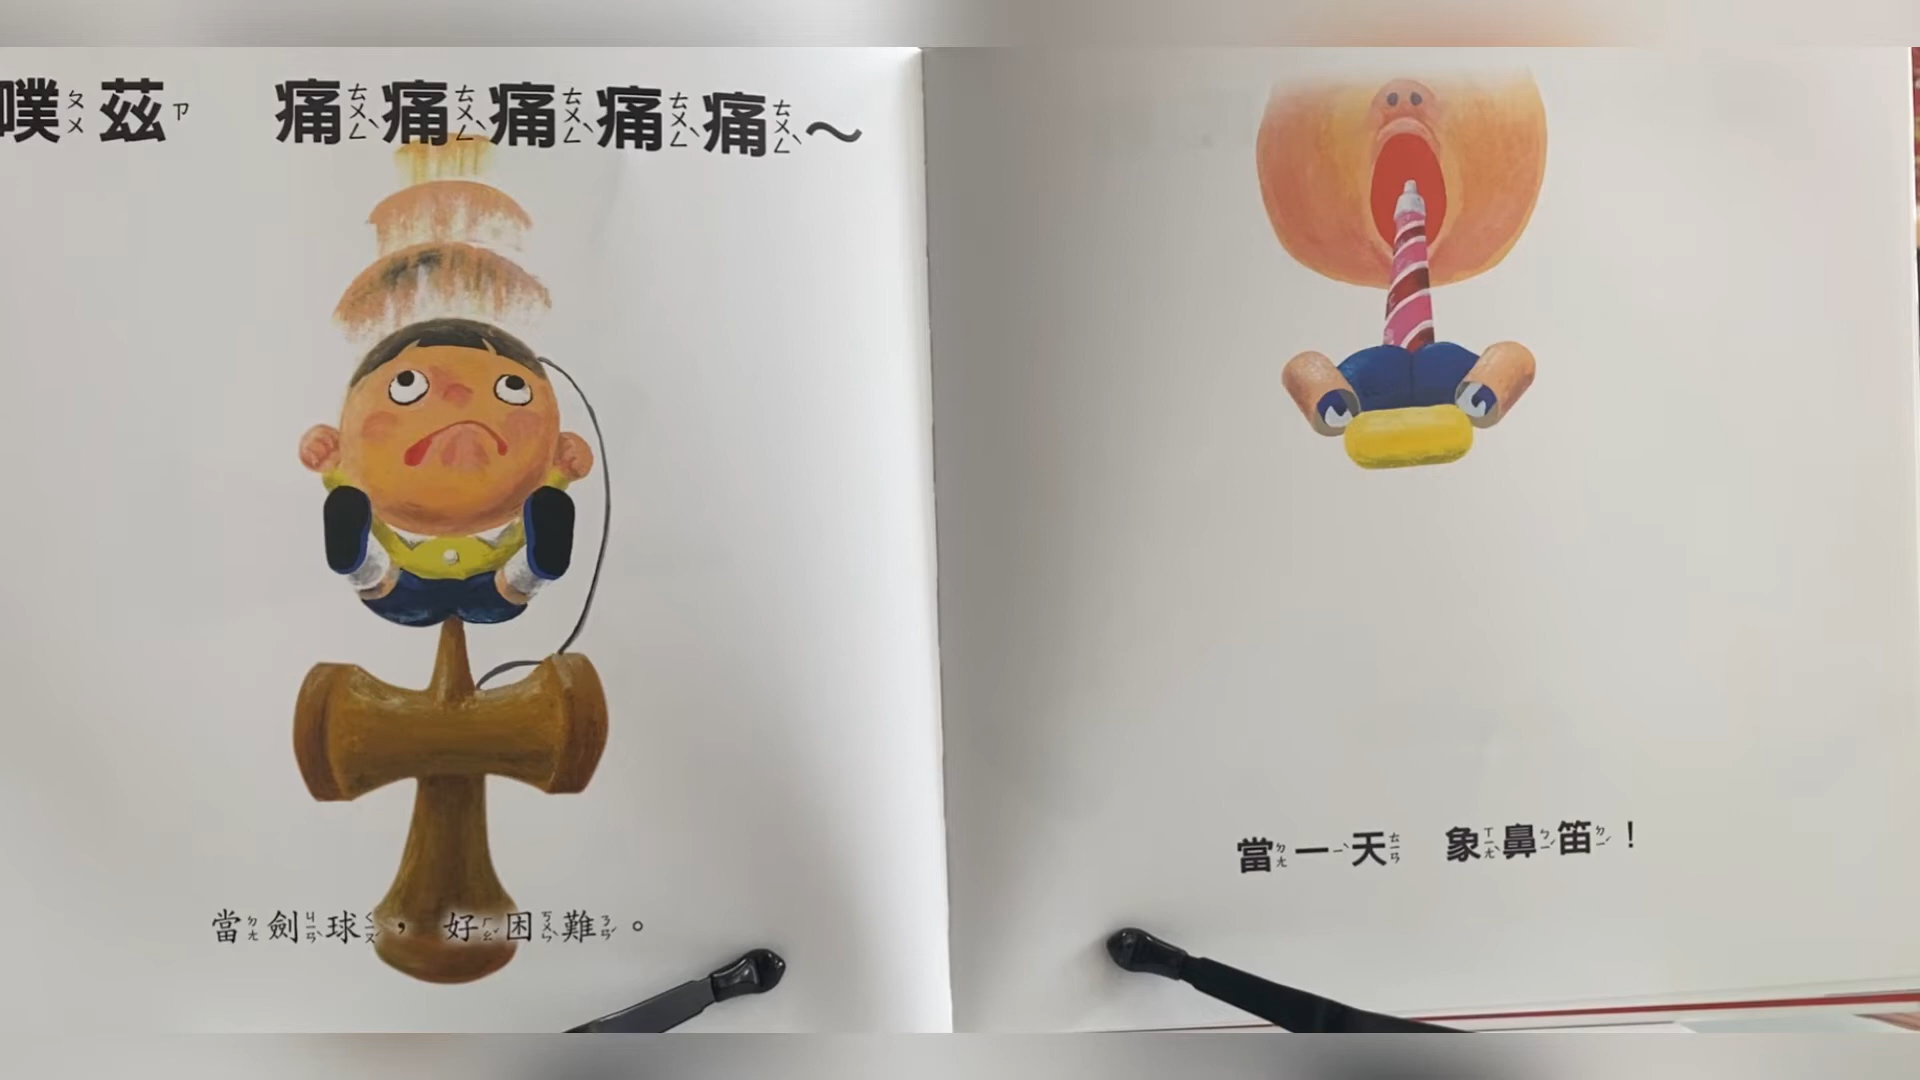 噗ㄆㄨ茲ㄗ 痛ㄊㄨㄥˋ痛ㄊㄨㄥˋ痛ㄊㄨㄥˋ痛ㄊㄨㄥˋ痛ㄊㄨㄥˋ～
當ㄉㄤ劍ㄐㄧㄢˋ球ㄑㄧㄡˊ，好ㄏㄠˇ困ㄎㄨㄣˋ難ㄋㄢˊ。
當ㄉㄤ一ㄧˋ天ㄊㄧㄢ 象ㄒㄧㄤˋ鼻ㄅㄧˊ笛ㄉㄧˊ！